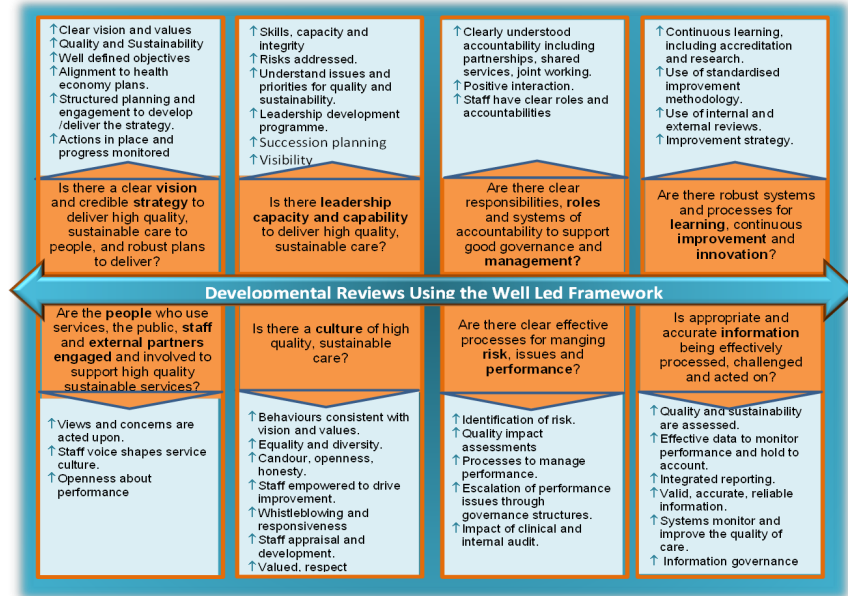 ↑Clear vision and values
↑Quality and Sustainability
↑Well defined objectives
↑Alignment to health
economy plans.
↑Structured planning and
engagement to develop
/deliver the strategy.
↑Actions in place and
progress monitored
Is there a clear vision
and credible strategy to
deliver high quality,
sustainable care to
people, and robust plans
to deliver?
↑Skills, capacity and
integrity
↑Risks addressed.
↑Understand issues and
priorities for quality and
sustainability.
↑Leadership development
programme.
↑Succession planning
↑Visibility
Is there leadership
capacity and capability
to deliver high quality,
sustainable care?
↑Clearly understood
accountability including
partnerships, shared
services, joint working.
↑Positive interaction.
↑Staff have clear roles and
accountabilities
Are there clear
responsibilities, roles
and systems of
accountability to support
good governance and
management?
↑Continuous learning,
including accreditation
and research.
↑Use of standardised
improvement
methodology.
↑Use of internal and
external reviews.
↑Improvement strategy.
Are there robust systems
and processes for
learning, continuous
improvement and
innovation?
Developmental Reviews Using the Well Led Framework
Are the people who use
services, the public, staff
and external partners
engaged and involved to
support high quality
sustainable services?
↑Views and concerns are
acted upon.
↑Staff voice shapes service
culture.
↑Openness about
performance
Is there a culture of high
quality, sustainable
care?
↑Behaviours consistent with
vision and values.
↑Equality and diversity.
↑Candour, openness,
honesty.
↑Staff empowered to drive
improvement.
↑Whistleblowing and
responsiveness
↑Staff appraisal and
development.
↑Valued, respect
Are there clear effective
processes for manging
risk, issues and
performance?
↑Identification of risk.
↑Quality impact
assessments
↑Processes to manage
performance.
↑Escalation of performance
issues through
governance structures.
↑Impact of clinical and
internal audit.
Is appropriate and
accurate information
being effectively
processed, challenged
and acted on?
↑Quality and sustainability
are assessed.
↑Effective data to monitor
performance and hold to
account.
↑Integrated reporting.
↑Valid, accurate, reliable
information.
↑Systems monitor and
improve the quality of
care.
↑Information governance